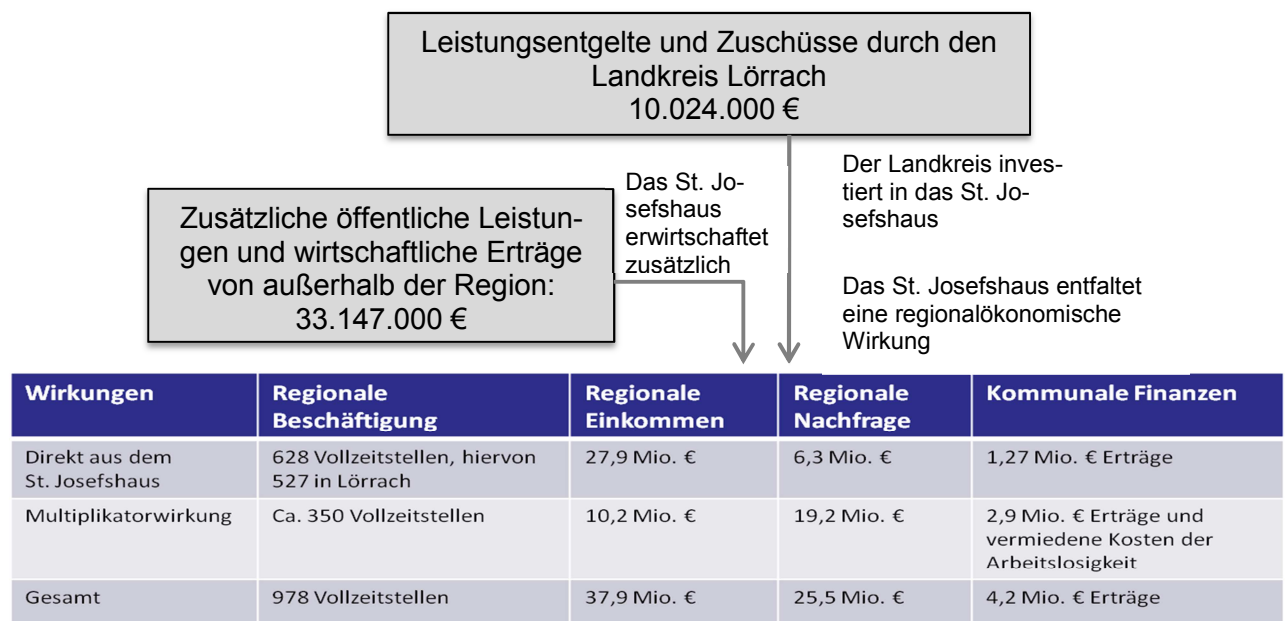 Leistungsentgelte und Zuschüsse durch den
Landkreis Lörrach
10.024.000 €
Der Landkreis inves-
tiert in das St. Jo-
sefshaus
Das St. Jo-
sefshaus
erwirtschaftet
zusätzlich
Zusätzliche öffentliche Leistun-
gen und wirtschaftliche Erträge
von außerhalb der Region:
33.147.000 €
Das St. Josefshaus entfaltet
eine regionalökonomische
Wirkung
Wirkungen
Regionale
Beschäftigung
Regionale
Einkommen
Regionale
Nachfrage
Kommunale Finanzen
Direkt aus dem
St. Josefshaus
628 Vollzeitstellen, hiervon
527 in Lörrach
27,9 Mio. €
6,3 Mio. €
1,27 Mio. € Erträge
Multiplikatorwirkung
Ca. 350 Vollzeitstellen
10,2 Mio. €
19,2 Mio. €
2,9 Mio. € Erträge und
vermiedene Kosten der
Arbeitslosigkeit
Gesamt
978 Vollzeitstellen
37,9 Mio. €
25,5 Mio. €
4,2 Mio. € Erträge